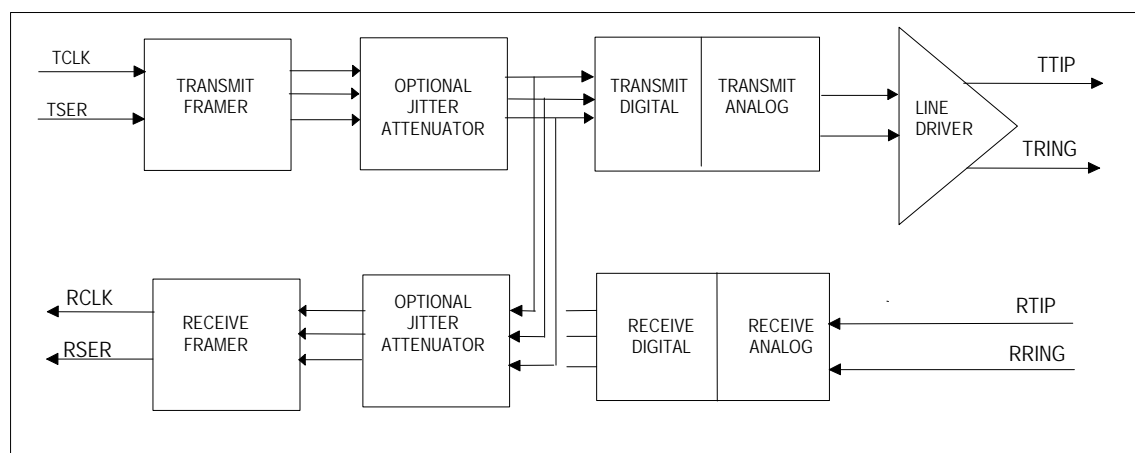 TCLK
TSER
TRANSMIT
FRAMER
OPTIONAL
JITTER
ATTENUATOR
TRANSMIT
DIGITAL
TRANSMIT
ANALOG
LINE
DRIVER
TTIP
TRING
RCLK
RSER
RECEIVE
FRAMER
OPTIONAL
JITTER
ATTENUATOR
RECEIVE
DIGITAL
RECEIVE
ANALOG
RTIP
RRING